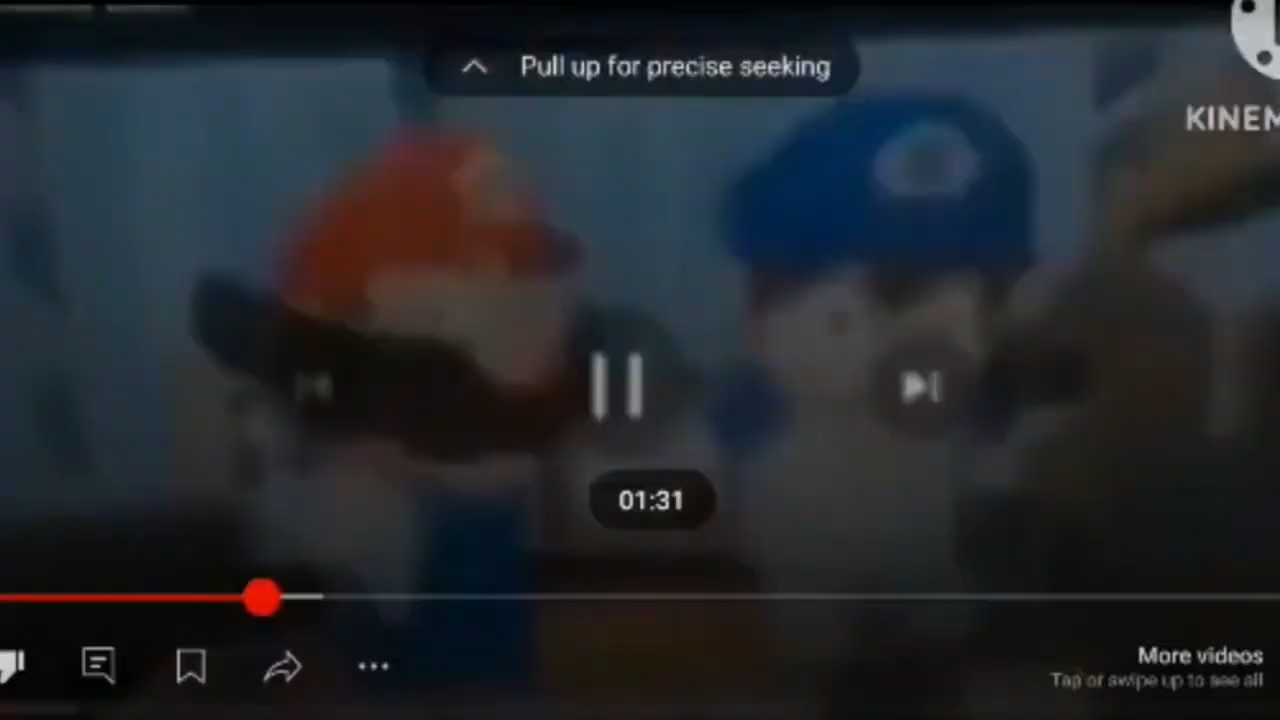 Pull up for precise seeking
KINEM
01:31
More videos
Tap or swipe up to see all